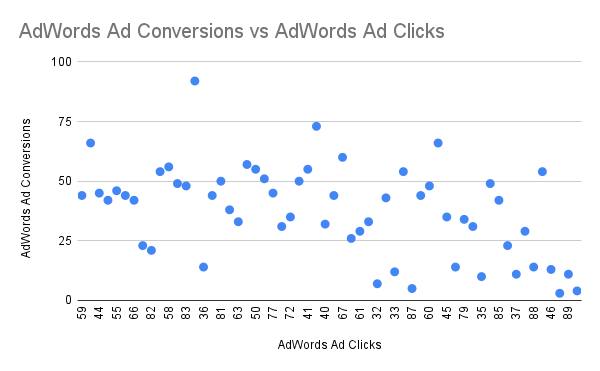 AdWords Ad Conversions vs AdWords Ad Clicks
100
75
50
25
0
AdWords Ad Conversions
59 44 55 66 82 58 83 36 81 63 50 77 72 41 40 67 61 32 33 87 60 45 79 35 85 37 88 46 89
AdWords Ad Clicks